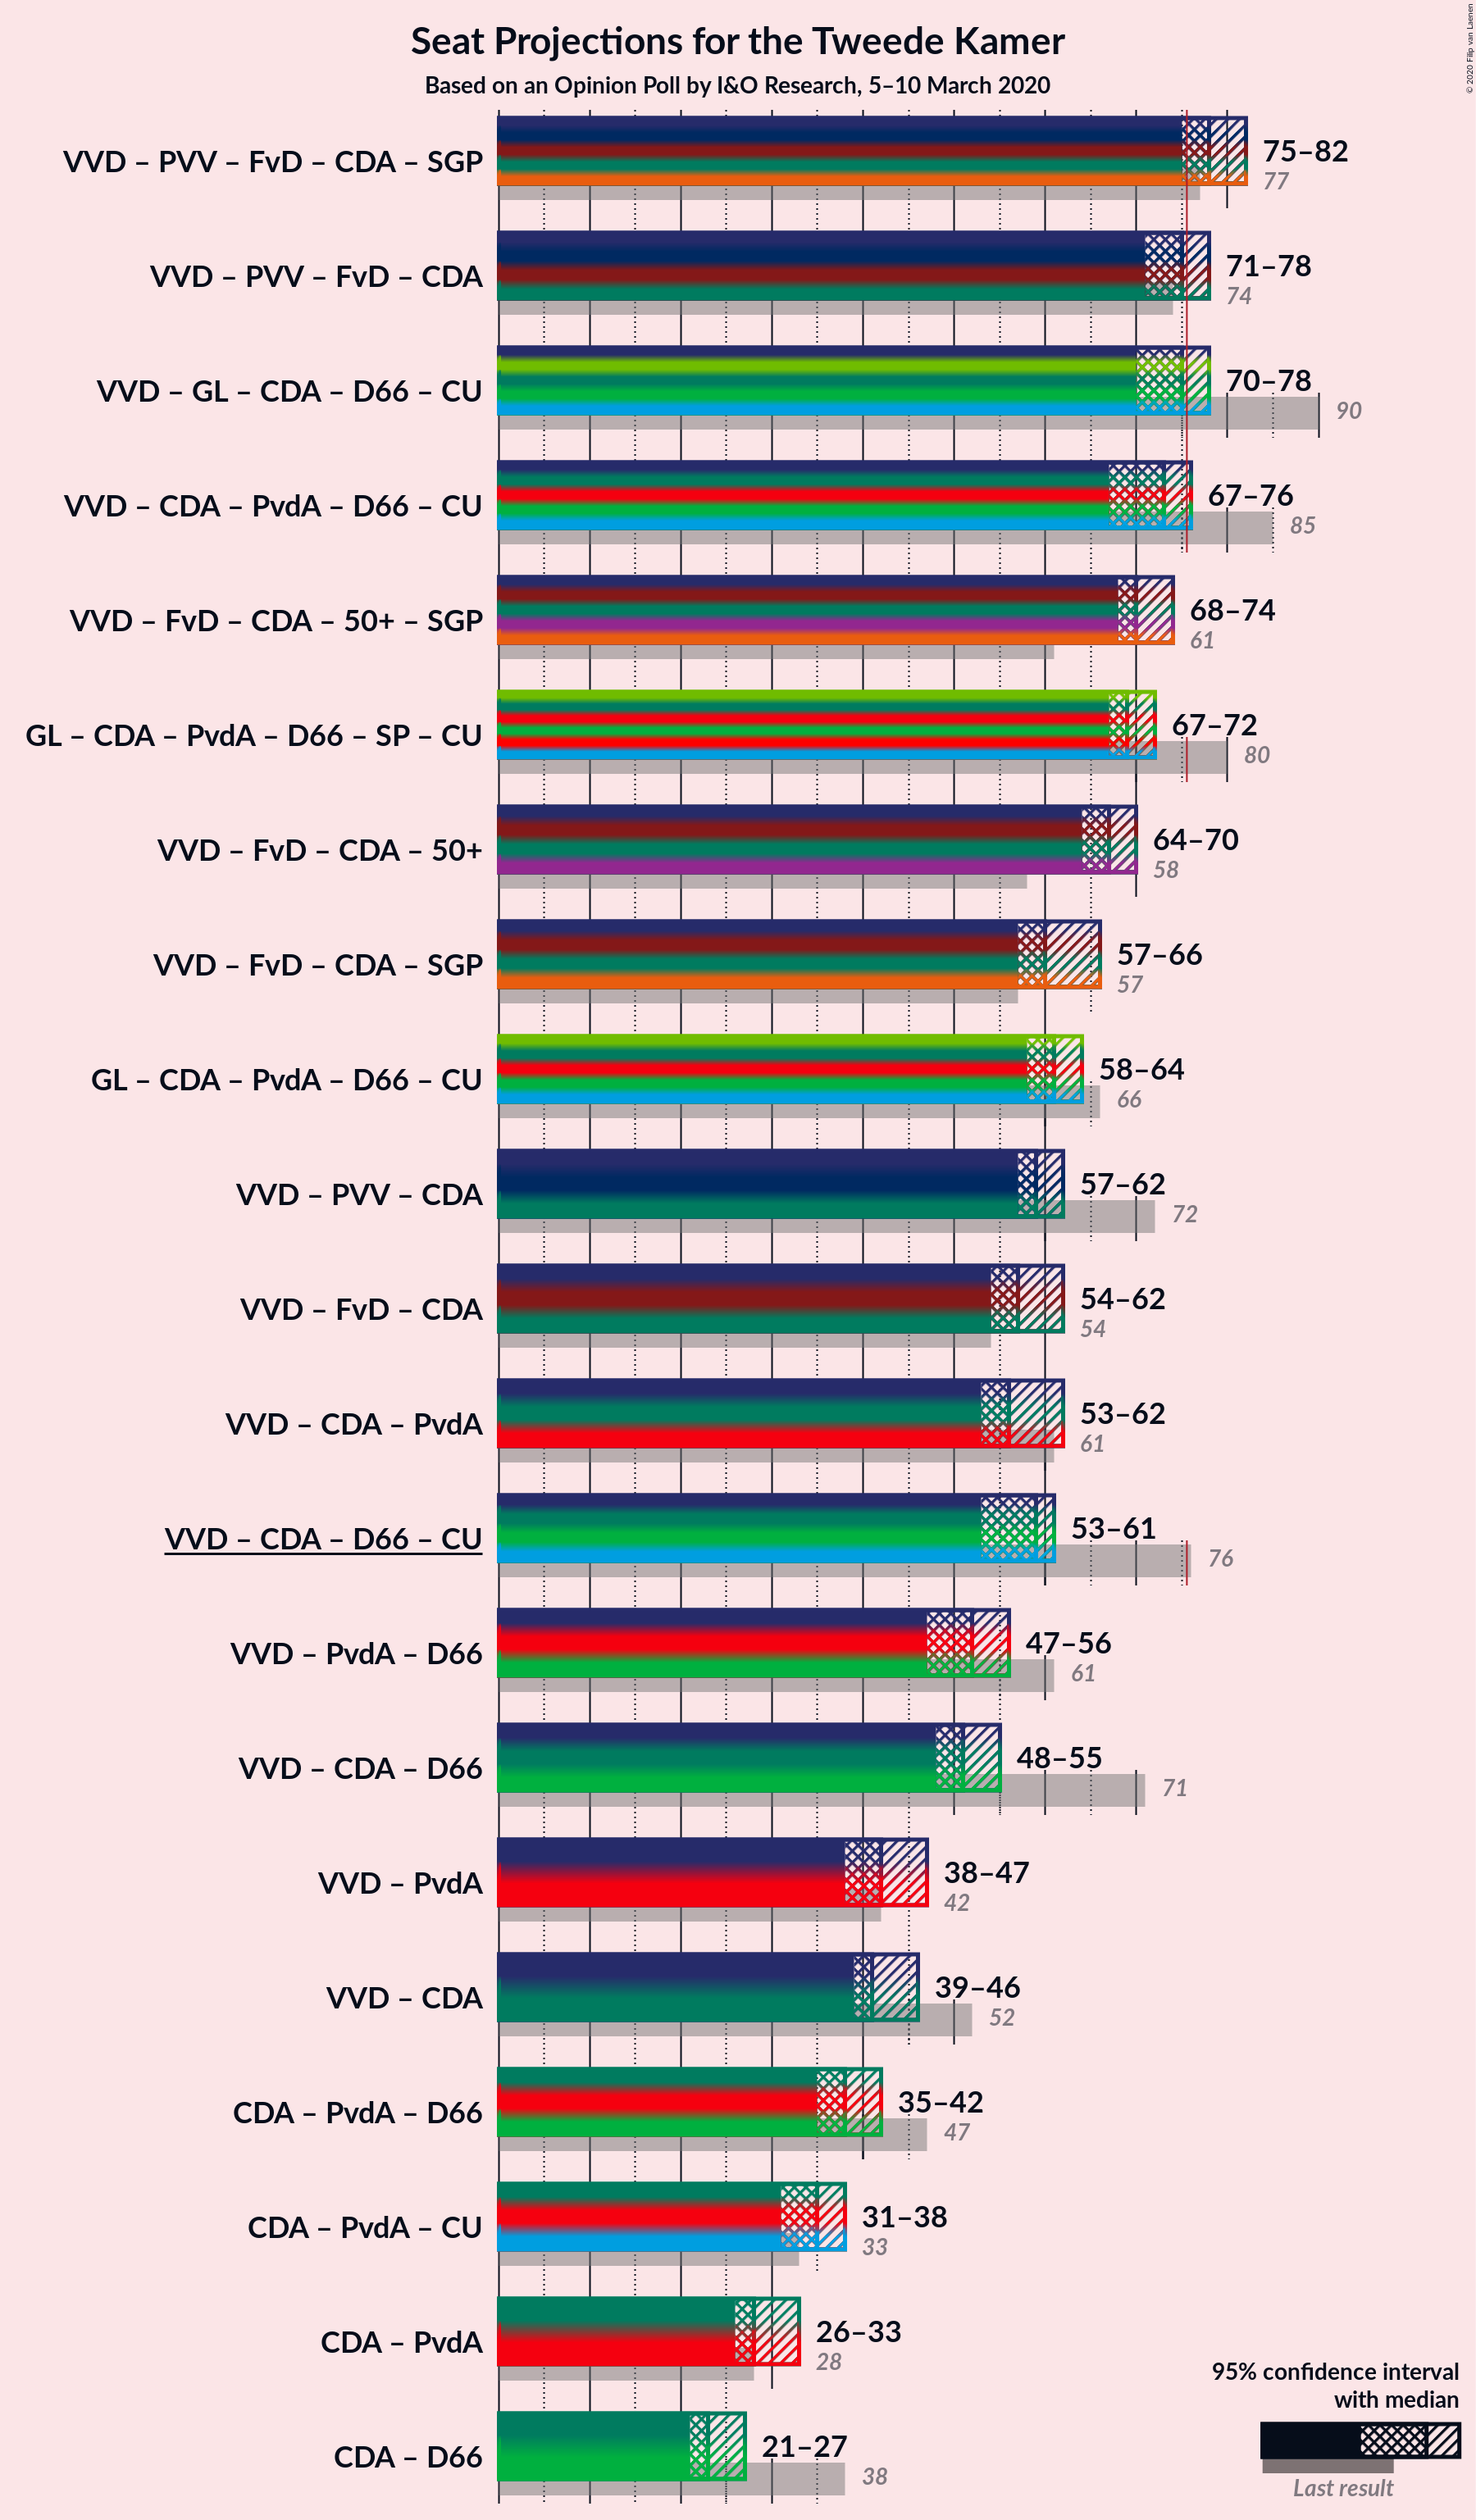 Seat Projections for the Tweede Kamer
Based on an Opinion Poll by I&O Research, 5–10 March 2020
© 2020 Filip van Laenen
VVD – PVV – FvD – CDA – SGP
75–82
77
VVD – PVV – FvD – CDA
71–78
74
VVD – GL – CDA – D66 – CU
70–78
90
VVD – CDA – PvdA – D66 – CU
67–76
85
VVD – FvD – CDA – 50+ – SGP
68–74
61
GL – CDA – PvdA – D66 – SP – CU
67–72
80
VVD – FvD – CDA – 50+
64–70
58
VVD – FvD – CDA – SGP
57–66
57
GL – CDA – PvdA – D66 – CU
58–64
66
VVD – PVV – CDA
57–62
72
VVD – FvD – CDA
54–62
54
VVD – CDA – PvdA
53–62
61
VVD – CDA – D66 – CU
53–61
76
VVD – PvdA – D66
47–56
61
VVD – CDA – D66
48–55
71
VVD – PvdA
38–47
42
VVD – CDA
39–46
52
CDA – PvdA – D66
35–42
47
CDA – PvdA – CU
31–38
33
CDA – PvdA
26–33
28
CDA – D66
21–27
38
95% confidence interval
with median
Last result